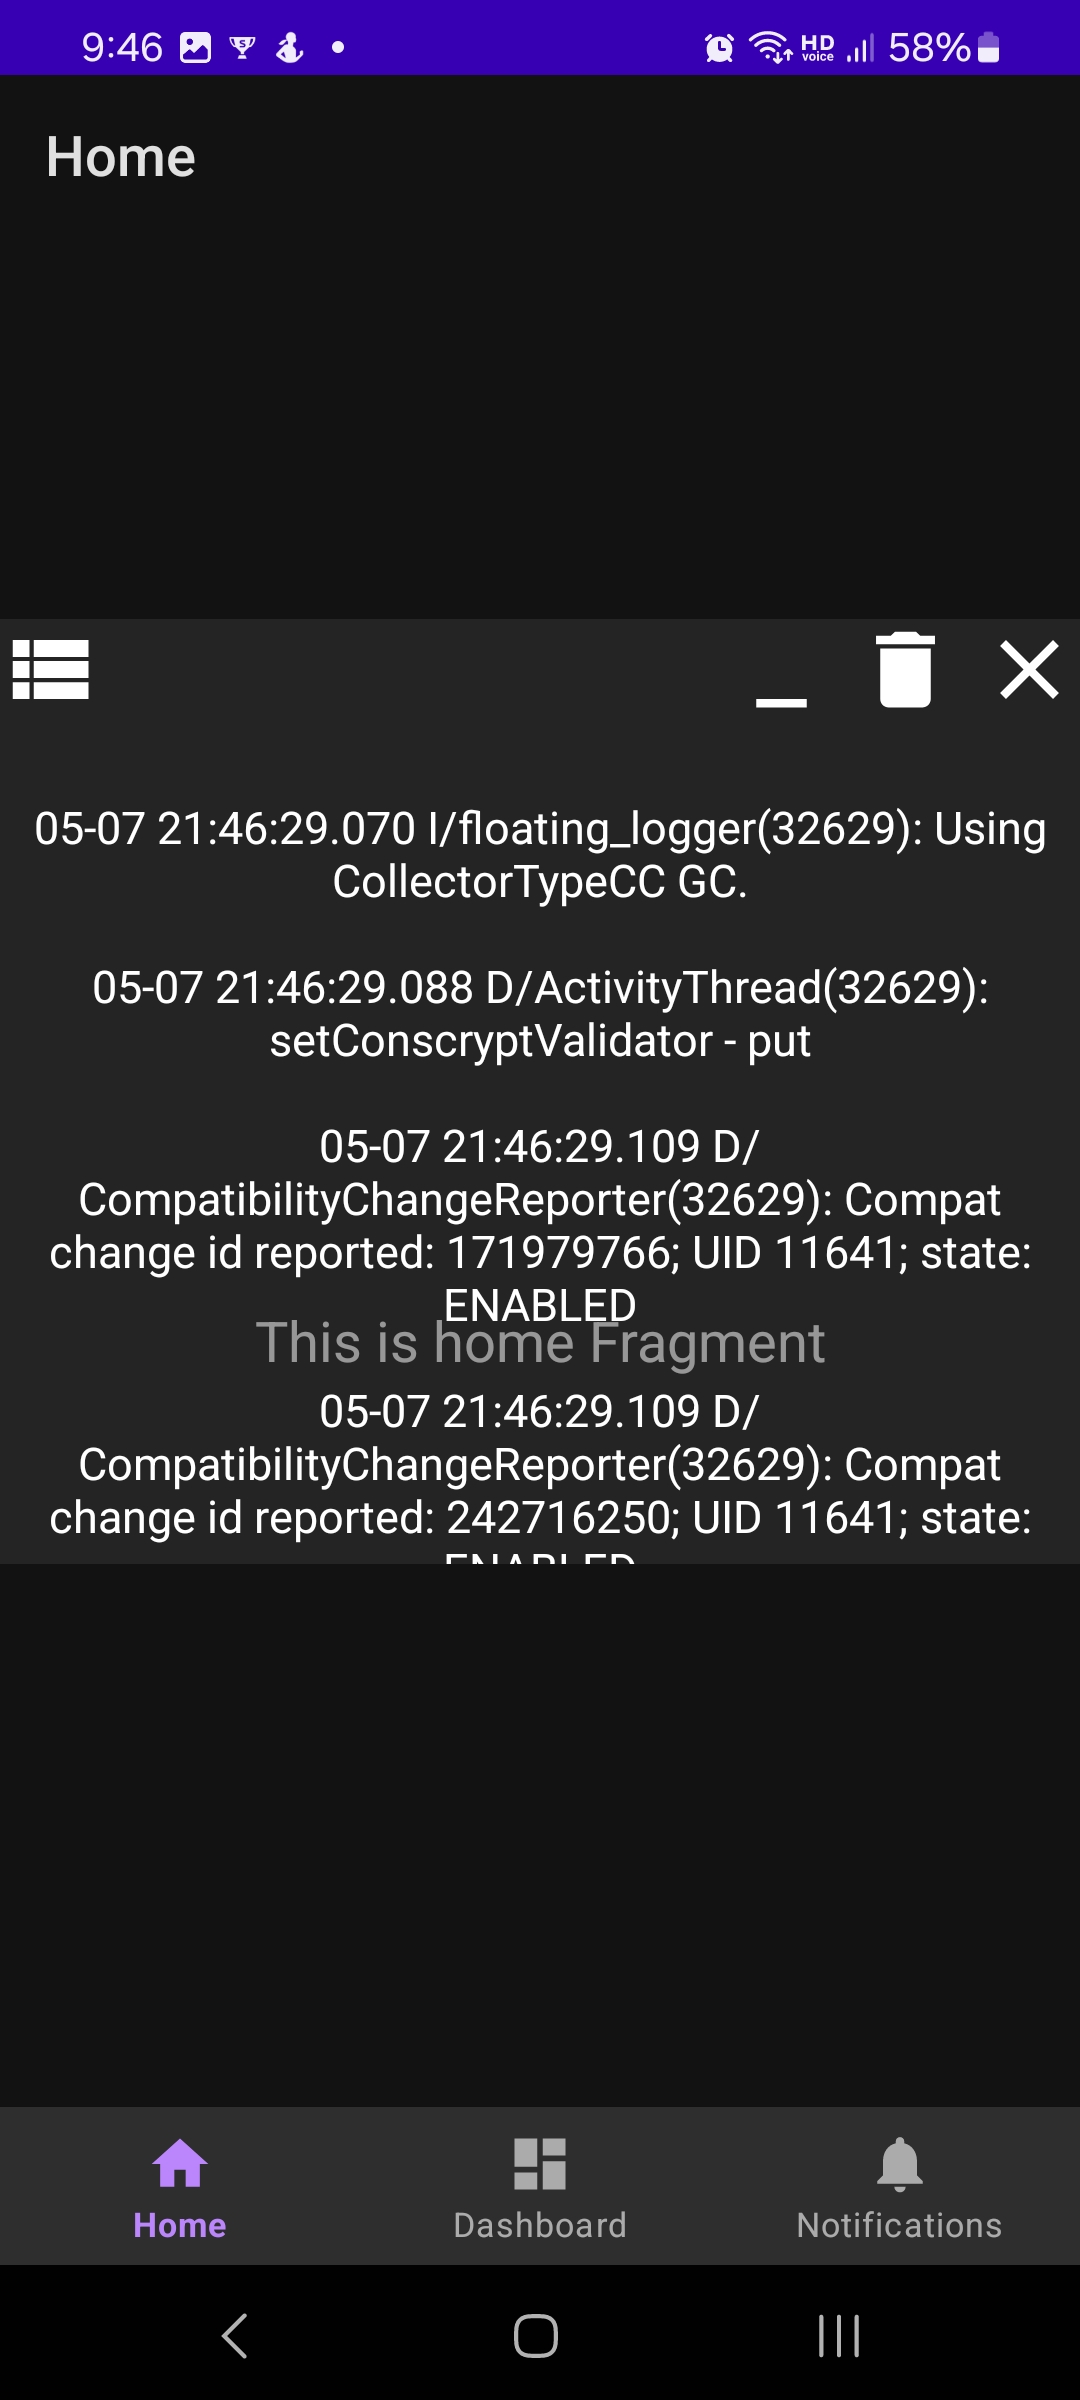 9:46 HD voice 58%
Home
05-07 21:46:29.070 I/floating_logger(32629): Using
CollectorTypeCC GC.
05-07 21:46:29.088 D/ActivityThread(32629):
setConscryptValidator - put
05-07 21:46:29.109 D/
CompatibilityChangeReporter(32629): Compat
change id reported: 171979766; UID 11641; state:
ENABLED
This is home Fragment
05-07 21:46:29.109 D/
CompatibilityChangeReporter(32629): Compat
change id reported: 242716250; UID 11641; state:
ENABLED
Home Dashboard Notifications